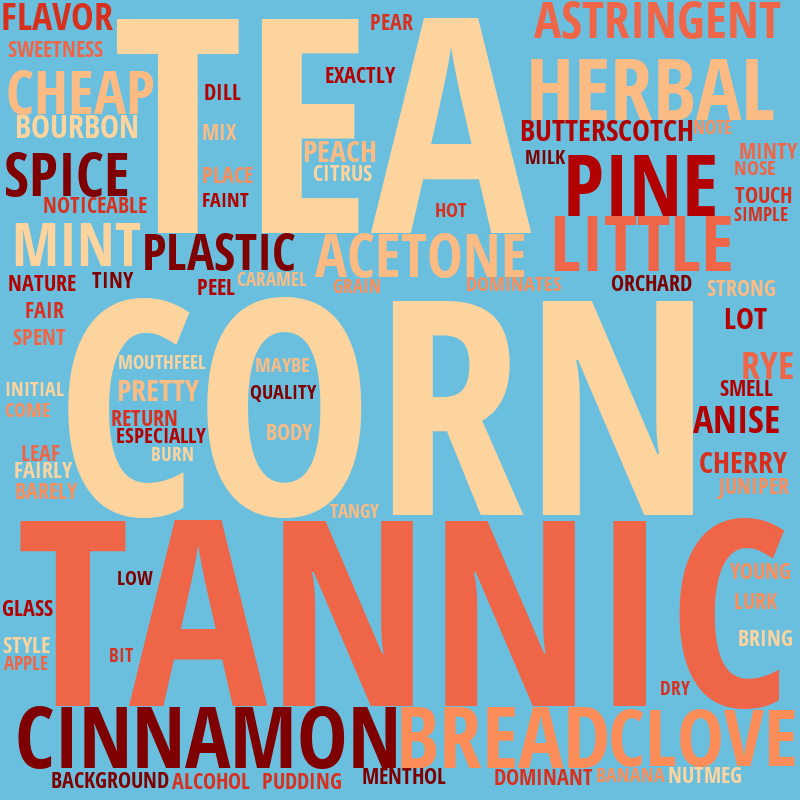 FLAVOR
PEAR
ASTRINGENT
SWEETNESS
TEA
CHEAP
EXACTLY
HERBAL
DILL
BOURBON
MIX
BUTTERSCOTCH
NOTE
PEACH
MILK
MINTY
SPICE
CITRUS
PINE
NOSE
PLACE
NOTICEABLE
FAINT
TOUCH
HOT
SIMPLE
MINT
PLASTIC
ACETONE
LITTLE
NATURE
TINY
PEEL
CARAMEL
GRAIN
DOMINATES
ORCHARD
STRONG
FAIR
LOT
SPENT
CORN
MOUTHFEEL
MAYBE
RYE
INITIAL
PRETTY
QUALITY
SMELL
COME
RETURN
ANISE
ESPECIALLY
BODY
LEAF
BURN
FAIRLY
CHERRY
BARELY
JUNIPER
TANGY
TANNIC
LOW
YOUNG
GLASS
LURK
STYLE
BRING
APPLE
BIT
DRY
CINNAMON
BREAD
CLOVE
BACKGROUND
ALCOHOL
PUDDING
MENTHOL
DOMINANT
BANANA
NUTMEG